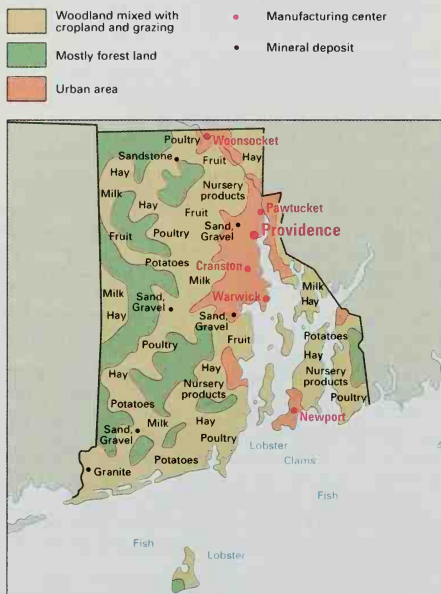 Woodland mixed with
cropland and grazing
Mostly forest land
Urban area
Manufacturing center
Mineral deposit
Poultry
Woonsocket
Sandstone
Fruit
Hay
Hay
Milk
Nursery
products
Hay
Pawtucket
Fruit
Sand,
Gravel
Fruit
Poultry
Providence
Potatoes
Cranston
Milk
Milk
Sand,
Gravel
Warwick
Milk
Hay
Hay
Sand,
Gravel
Fruit
Potatoes
Poultry
Hay
Hay
Hay
Nursery
products
Nursery
products
Potatoes
Poultry
Milk
Hay
Newport
Sand,
Gravel
Poultry
Lobster
Potatoes
Clams
Granite
Fish
Fish
Lobster